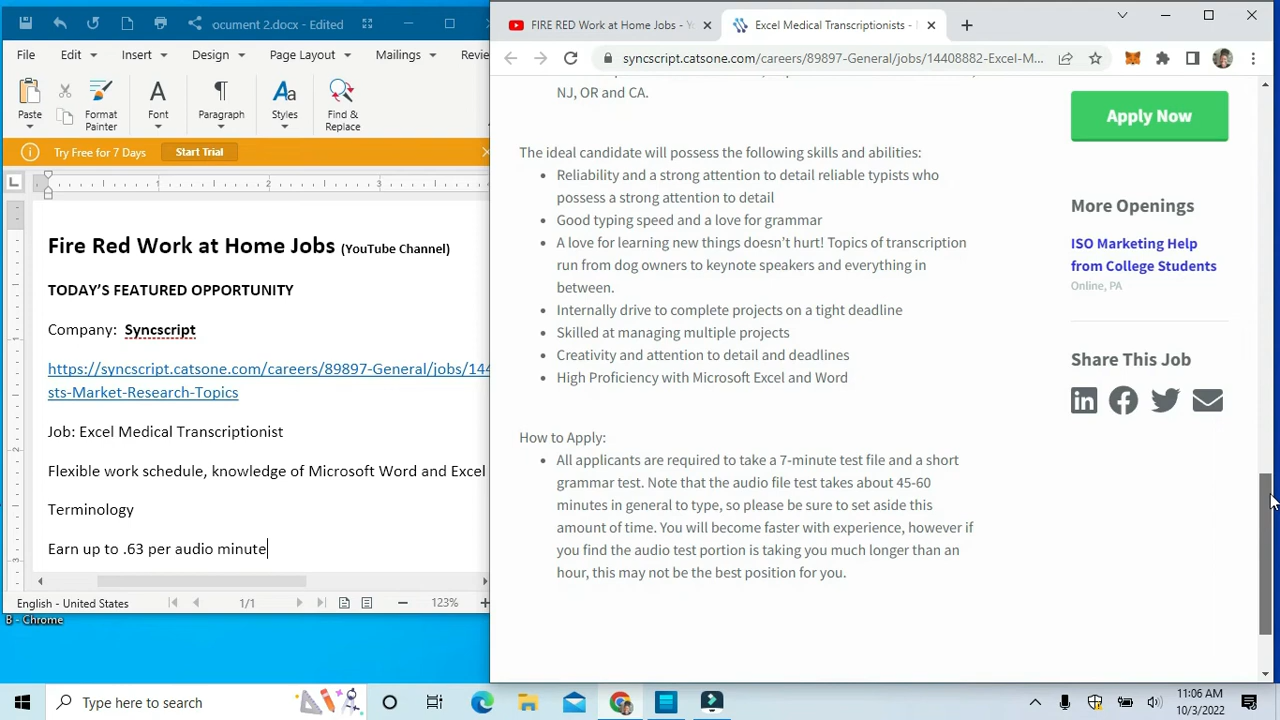 ocument 2.docx - Edited
File
Edit
Insert
Design
Page Layout
Mailings
Paste
Format
Painter
Font
Paragraph
Styles
Find &
Replace
Try Free for 7 Days
Start Trial
Fire Red Work at Home Jobs (YouTube Channel)
TODAY'S FEATURED OPPORTUNITY
Company: Syncscript
https://syncscript.catsone.com/careers/89897-General/jobs/144
sts-Market-Research-Topics
Job: Excel Medical Transcriptionist
Flexible work schedule, knowledge of Microsoft Word and Excel
Terminology
Earn up to .63 per audio minute
English - United States
1/1
123%
B - Chrome
FIRE RED Work at Home Jobs - Y
Excel Medical Transcriptionists -
syncscript.catsone.com/careers/89897-General/jobs/14408882-Excel-M...
NJ, OR and CA.
The ideal candidate will possess the following skills and abilities:
Reliability and a strong attention to detail reliable typists who
possess a strong attention to detail
Good typing speed and a love for grammar
A love for learning new things doesn't hurt! Topics of transcription
run from dog owners to keynote speakers and everything in
between.
Internally drive to complete projects on a tight deadline
Skilled at managing multiple projects
Creativity and attention to detail and deadlines
High Proficiency with Microsoft Excel and Word
How to Apply:
All applicants are required to take a 7-minute test file and a short
grammar test. Note that the audio file test takes about 45-60
minutes in general to type, so please be sure to set aside this
amount of time. You will become faster with experience, however if
you find the audio test portion is taking you much longer than an
hour, this may not be the best position for you.
Apply Now
More Openings
ISO Marketing Help
from College Students
Online, PA
Share This Job
Type here to search
11:06 AM
10/3/2022